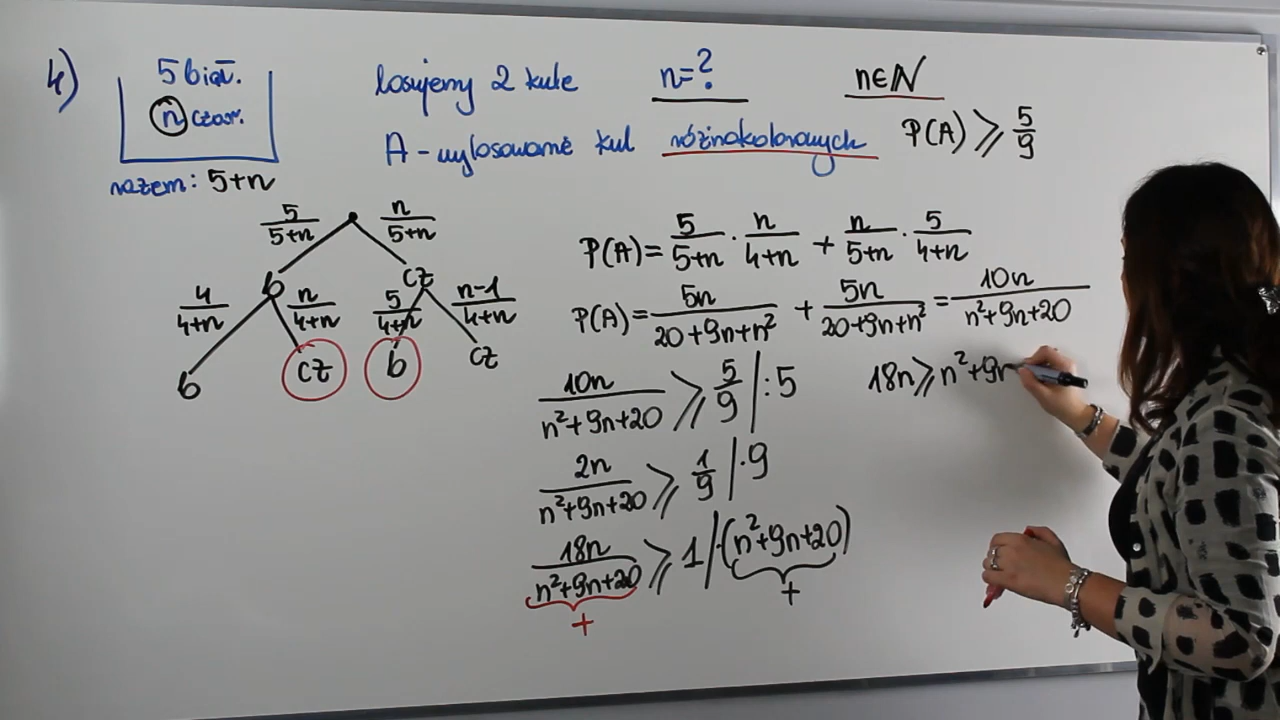 4)
5 biał.
n czar.
razem: 5+n
losujemy 2 kule n=? n∈N
A - wylosowanie kul różnokolorowych P(A) ⩾ 5/9
5/5+n n/5+n
b cz
4/4+n n/4+n 5/4+n n-1/4+n
b cz b cz
P(A) = 5/5+n · n/4+n + n/5+n · 5/4+n
P(A) = 5n/20+9n+n² + 5n/20+9n+n² = 10n/n²+9n+20
10n/n²+9n+20 ⩾ 5/9 | :5
2n/n²+9n+20 ⩾ 1/9 | ·9
18n/n²+9n+20 ⩾ 1 | ·(n²+9n+20)
+ +
18n ⩾ n²+9n